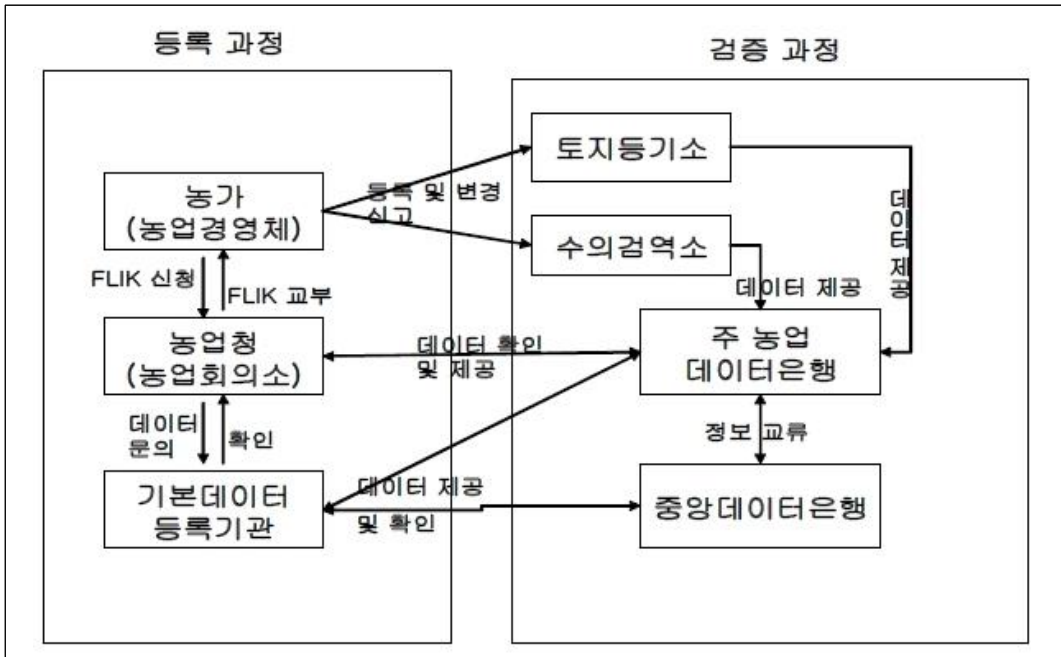 등록 과정
검증 과정
토지등기소
농가
(농업경영체)
등록 및 변경
신고
수의검역소
데이터 제공
FLIK 신청
FLIK 교부
데이터 제공
농업청
(농업회의소)
데이터 확인
및 제공
주 농업
데이터은행
데이터
문의
확인
정보 교류
기본데이터
등록기관
데이터 제공
및 확인
중앙데이터은행